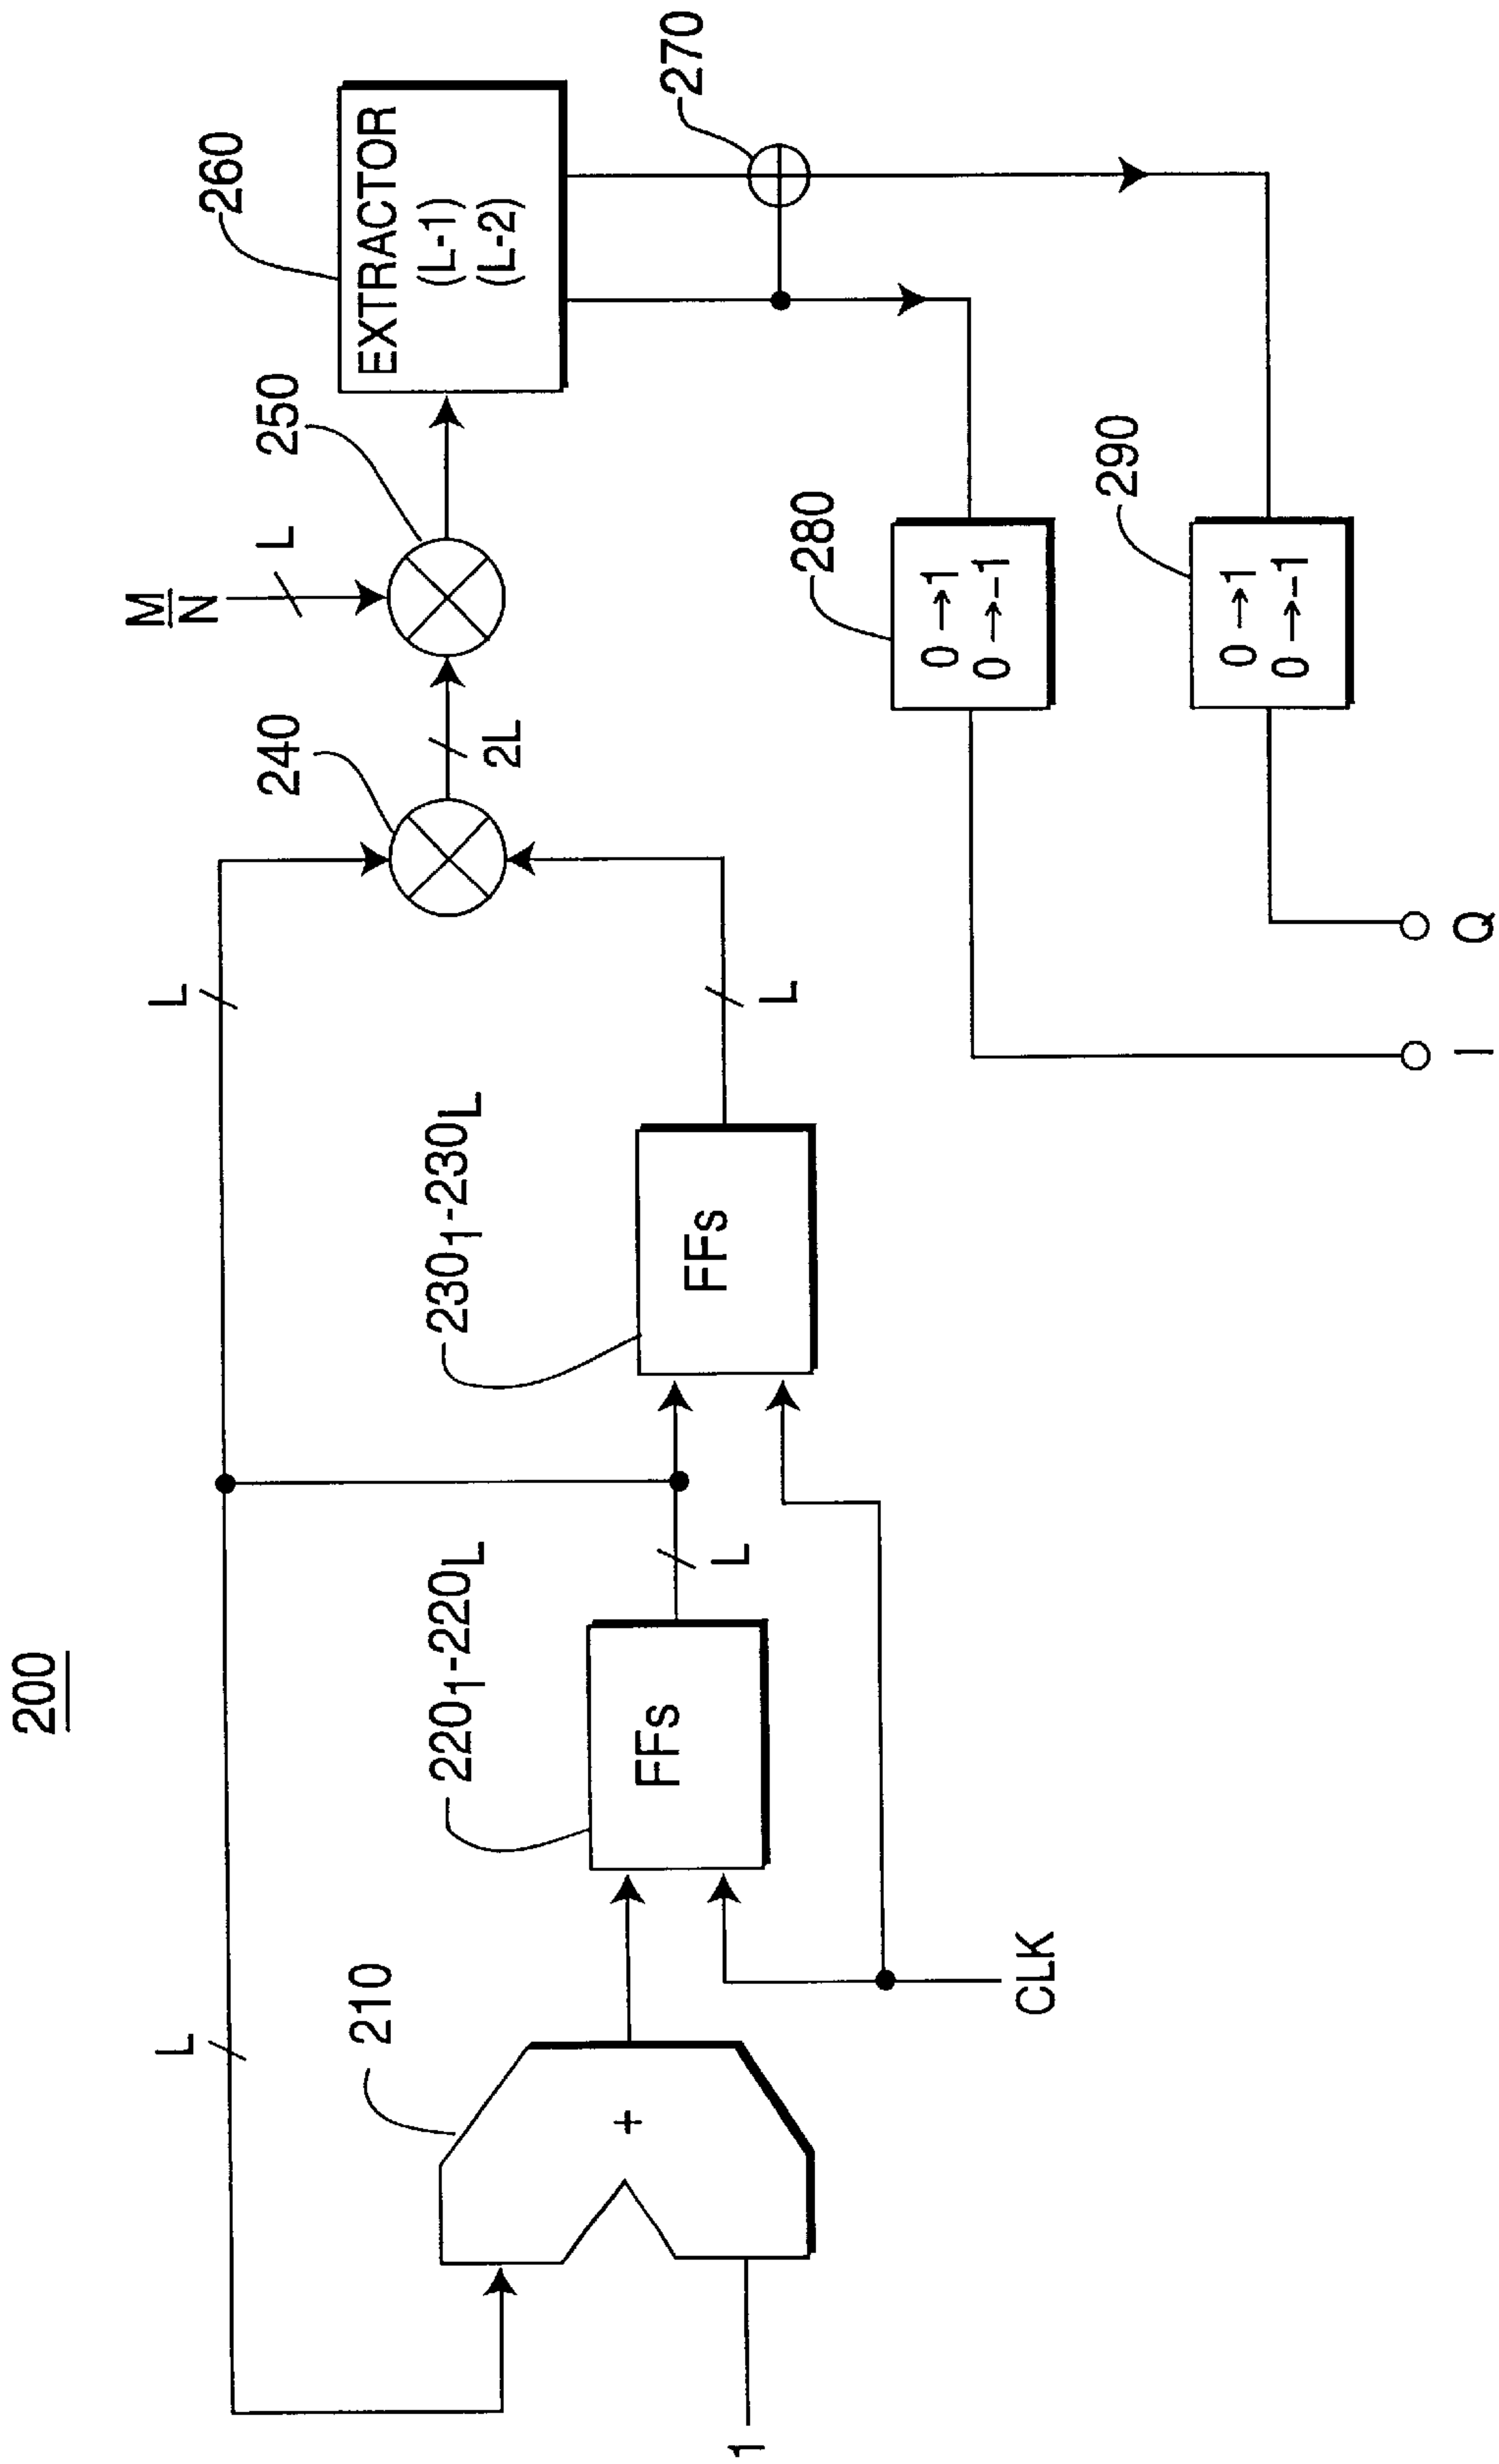 200
M
N
L
250
260
EXTRACTOR
(L-1)
(L-2)
270
L
240
2L
L
L
210
+
1
220₁-220L
FFs
L
230₁-230L
FFs
L
CLK
280
0→1
0→-1
290
0→1
0→-1
I
Q